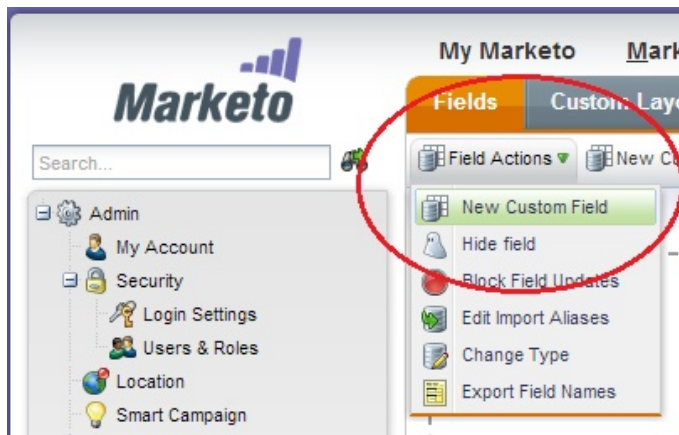 My Marketo
Marketo
Fields
Search...
Field Actions
New
New Custom Field
Admin
Hide field
My Account
Block Field Updates
Security
Edit Import Aliases
Login Settings
Change Type
Users & Roles
Export Field Names
Location
Smart Campaign